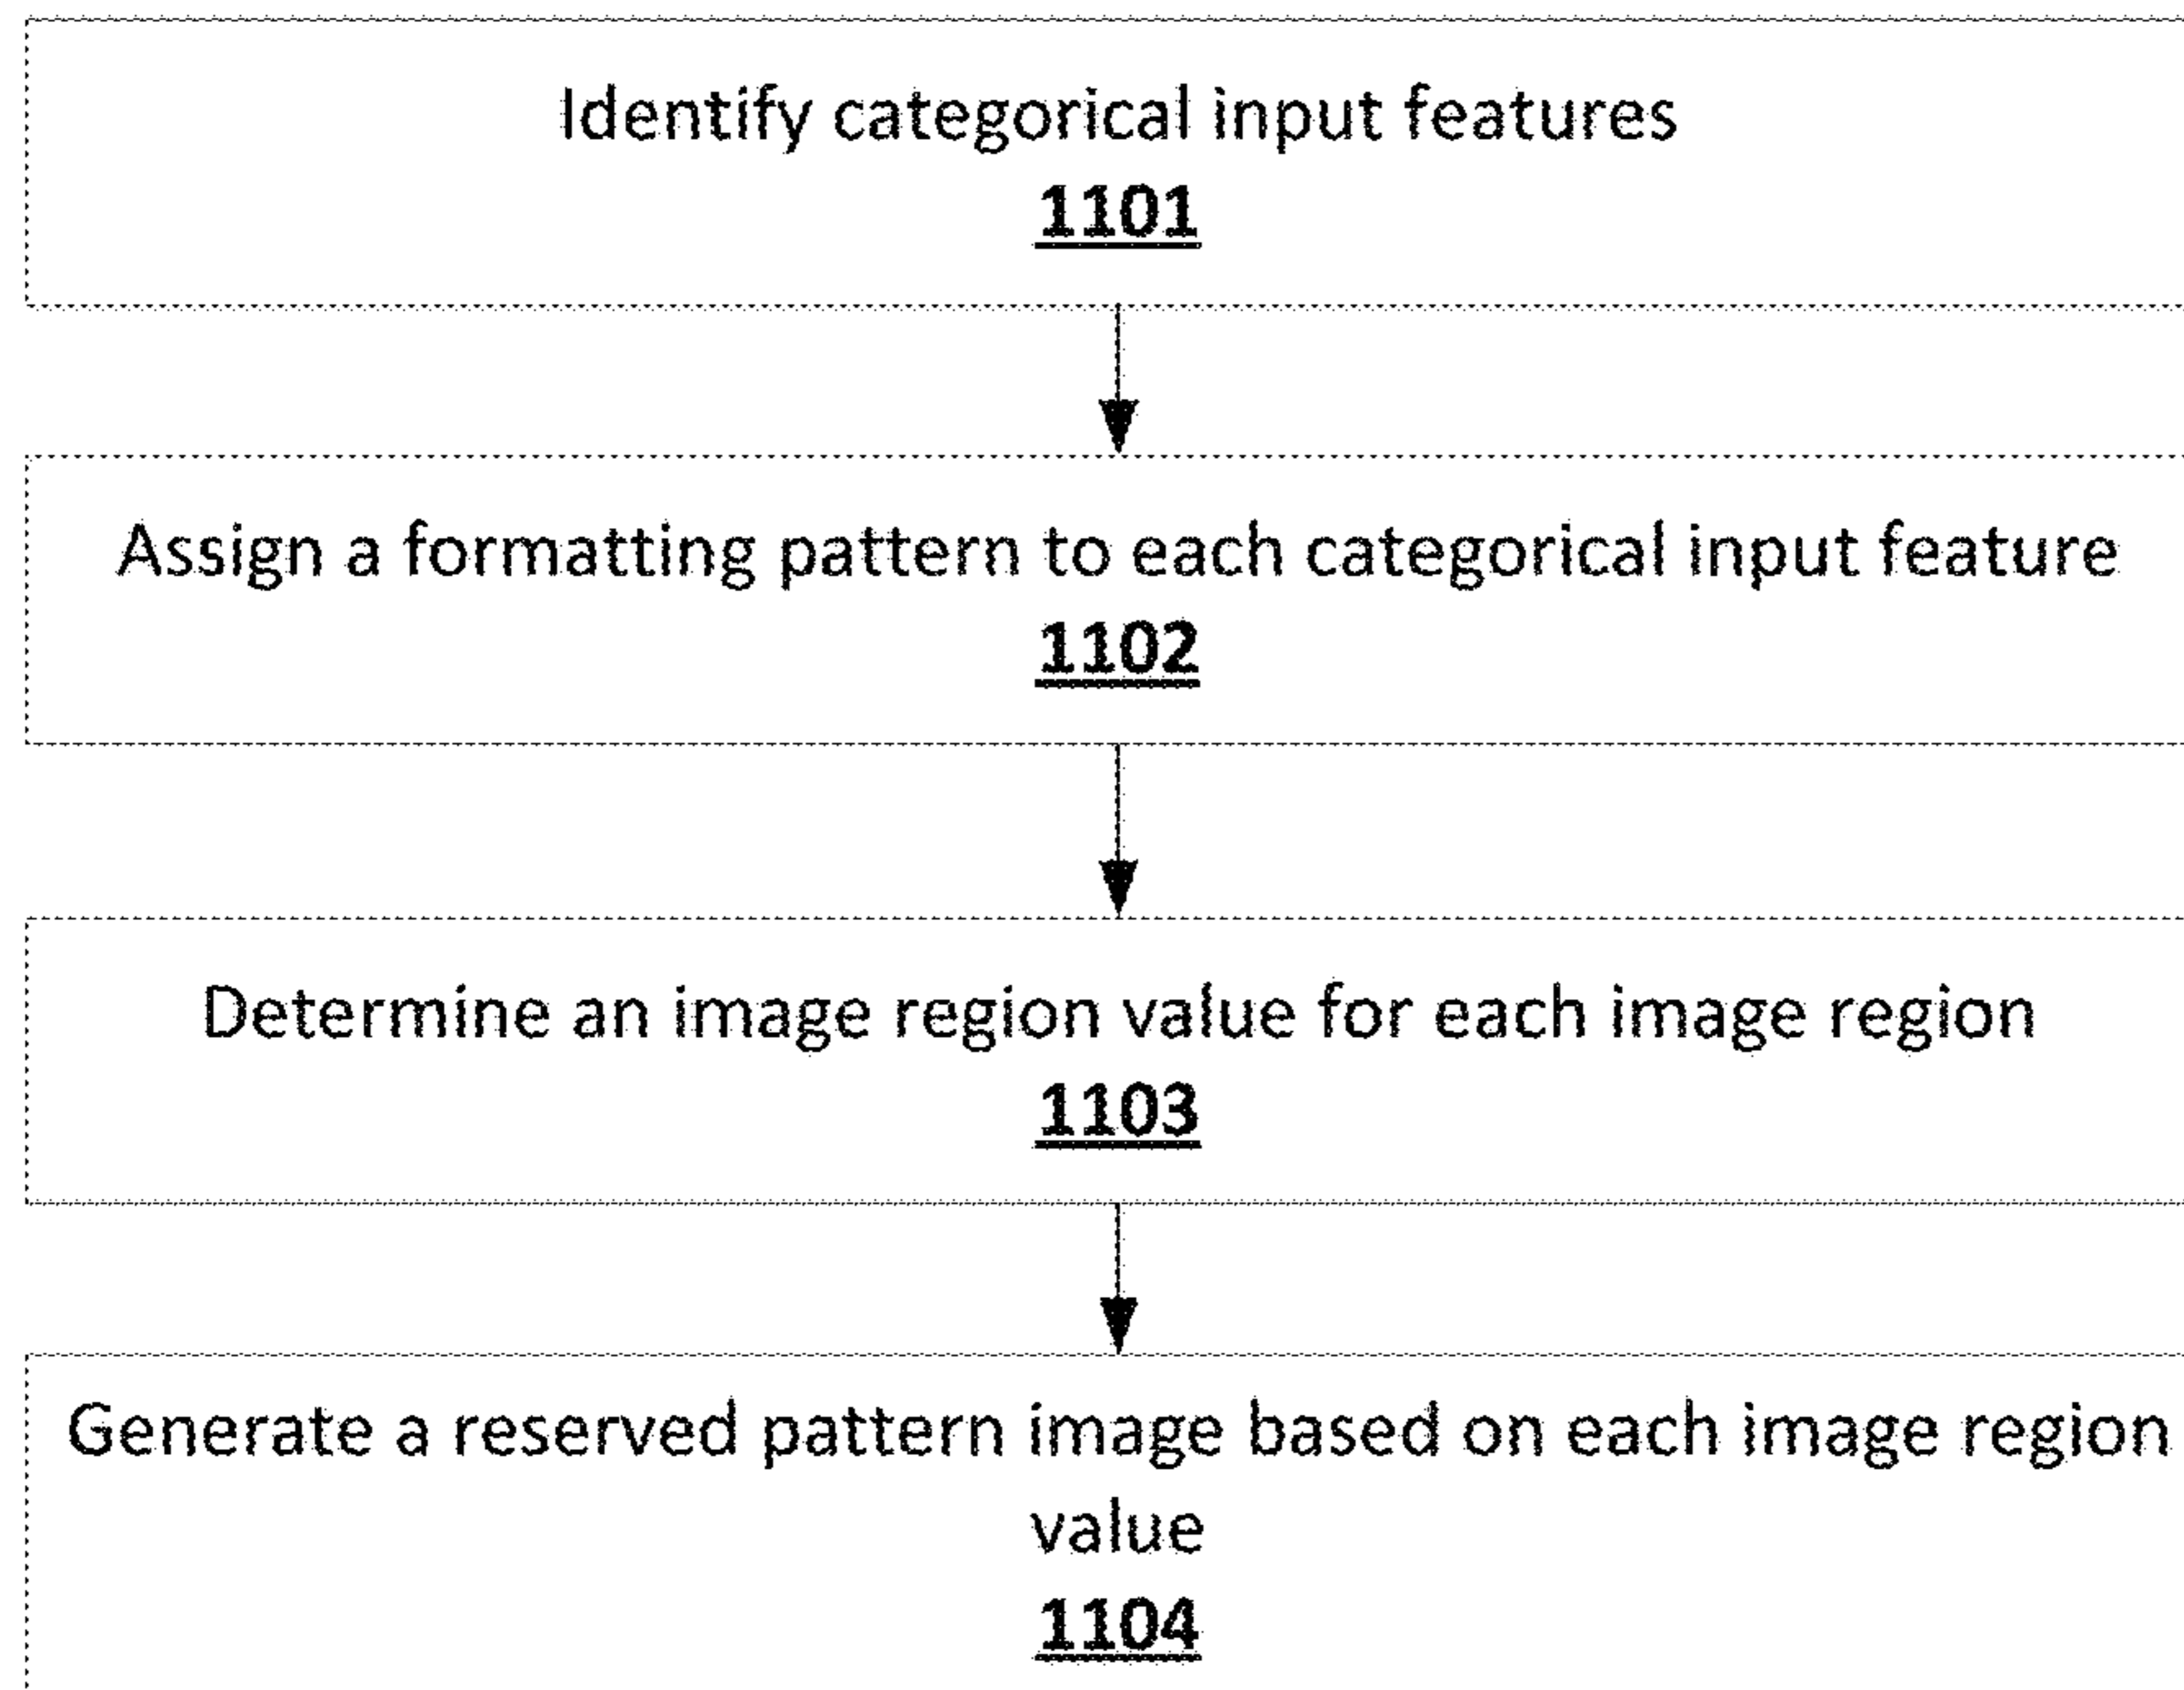 Identify categorical input features
1101
Assign a formatting pattern to each categorical input feature
1102
Determine an image region value for each image region
1103
Generate a reserved pattern image based on each image region
value
1104